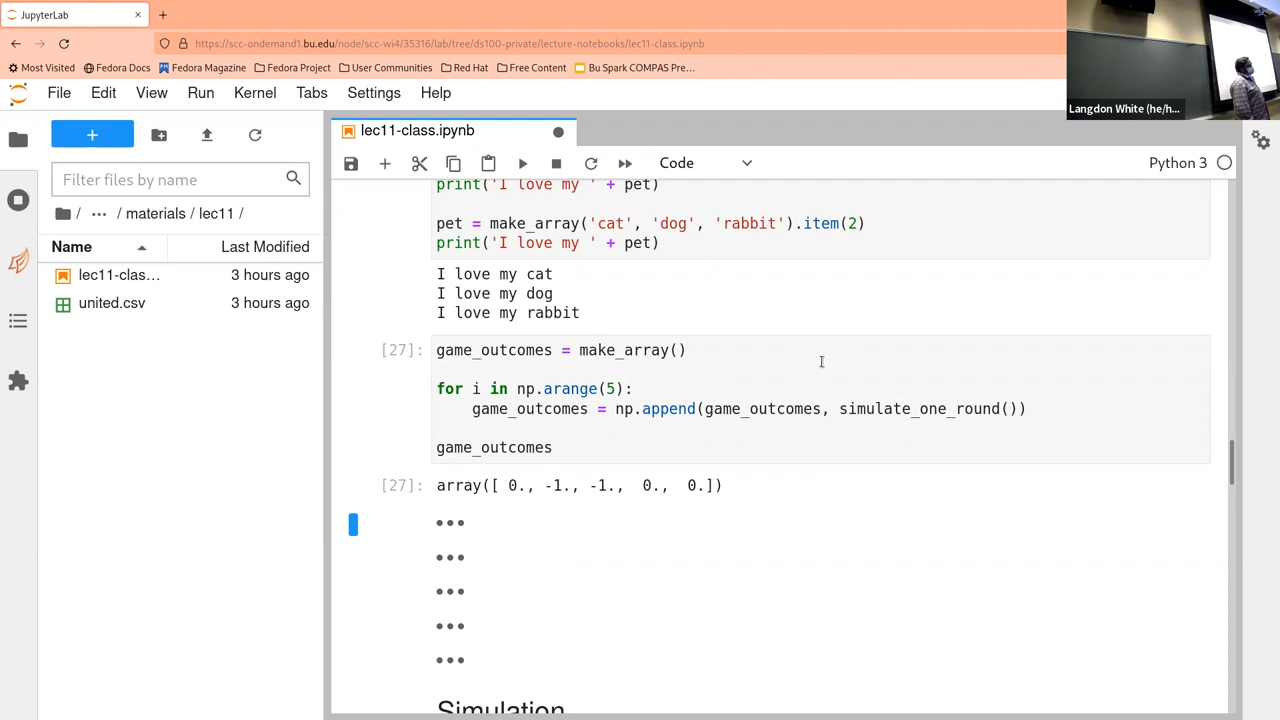 JupyterLab
https://scc-ondemand1.bu.edu/node/scc-wi4/35316/lab/tree/ds100-private/lecture-notebooks/lec11-class.ipynb
Most Visited Fedora Docs Fedora Magazine Fedora Project User Communities Red Hat Free Content Bu Spark COMPAS Pre…
Langdon White (he/h...
File Edit View Run Kernel Tabs Settings Help
lec11-class.ipynb
Code
Python 3
Filter files by name
/ ··· / materials / lec11 /
Name Last Modified
lec11-clas… 3 hours ago
united.csv 3 hours ago
print('I love my ' + pet)
pet = make_array('cat', 'dog', 'rabbit').item(2)
print('I love my ' + pet)
I love my cat
I love my dog
I love my rabbit
[27]: game_outcomes = make_array()
for i in np.arange(5):
game_outcomes = np.append(game_outcomes, simulate_one_round())
game_outcomes
[27]: array([ 0., -1., -1., 0., 0.])
Simulation